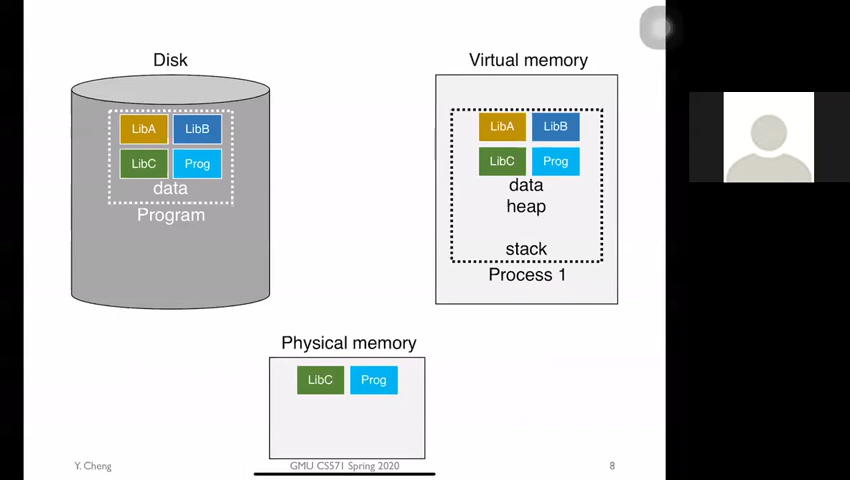 Disk
LibA LibB
LibC Prog
data
Program
Virtual memory
LibA LibB
LibC Prog
data
heap
stack
Process 1
Physical memory
LibC Prog
Y. Cheng
GMU CS571 Spring 2020
8